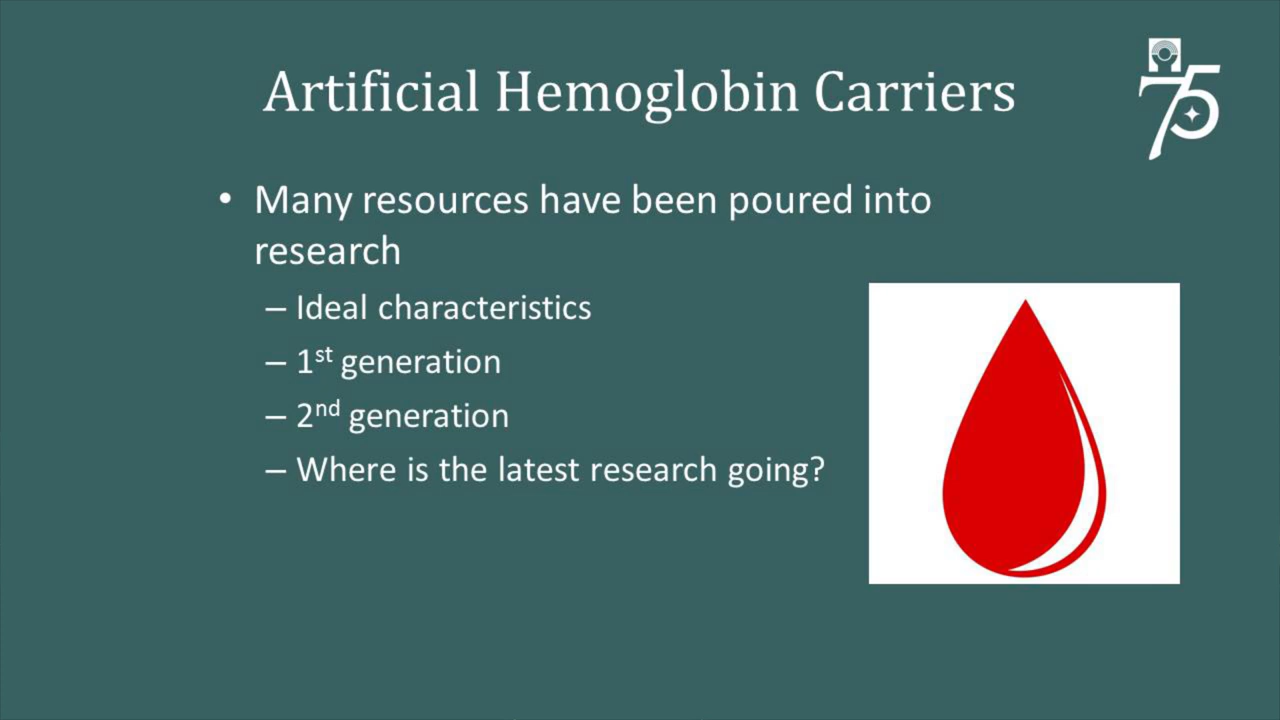 Artificial Hemoglobin Carriers
75
• Many resources have been poured into
research
– Ideal characteristics
– 1st generation
– 2nd generation
– Where is the latest research going?